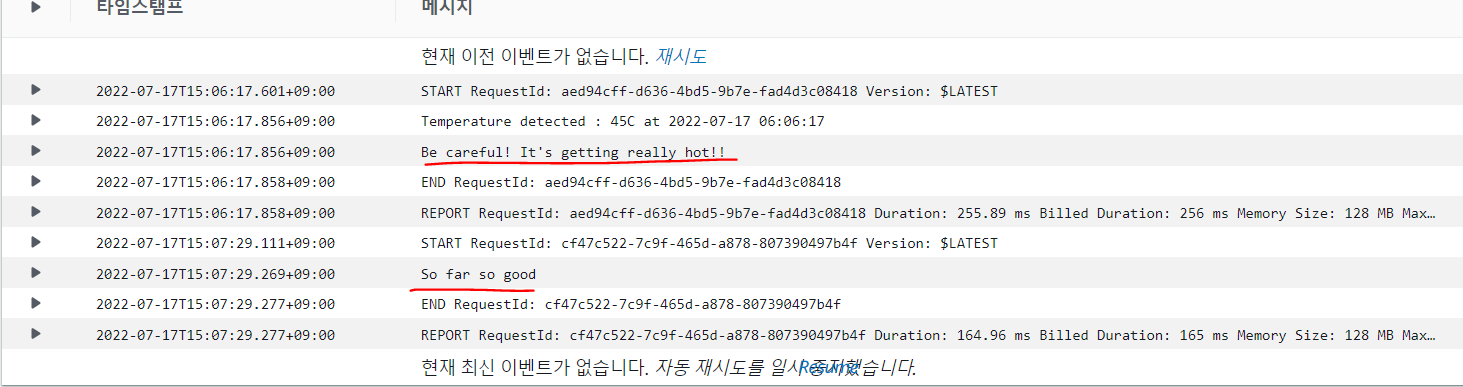 타임스탬프 메시지
현재 이전 이벤트가 없습니다. 재시도
2022-07-17T15:06:17.601+09:00 START RequestId: aed94cff-d636-4bd5-9b7e-fad4d3c08418 Version: $LATEST
2022-07-17T15:06:17.856+09:00 Temperature detected : 45C at 2022-07-17 06:06:17
2022-07-17T15:06:17.856+09:00 Be careful! It's getting really hot!!
2022-07-17T15:06:17.858+09:00 END RequestId: aed94cff-d636-4bd5-9b7e-fad4d3c08418
2022-07-17T15:06:17.858+09:00 REPORT RequestId: aed94cff-d636-4bd5-9b7e-fad4d3c08418 Duration: 255.89 ms Billed Duration: 256 ms Memory Size: 128 MB Max…
2022-07-17T15:07:29.111+09:00 START RequestId: cf47c522-7c9f-465d-a878-807390497b4f Version: $LATEST
2022-07-17T15:07:29.269+09:00 So far so good
2022-07-17T15:07:29.277+09:00 END RequestId: cf47c522-7c9f-465d-a878-807390497b4f
2022-07-17T15:07:29.277+09:00 REPORT RequestId: cf47c522-7c9f-465d-a878-807390497b4f Duration: 164.96 ms Billed Duration: 165 ms Memory Size: 128 MB Max…
현재 최신 이벤트가 없습니다. 자동 재시도를 일시 중지했습니다. Resume